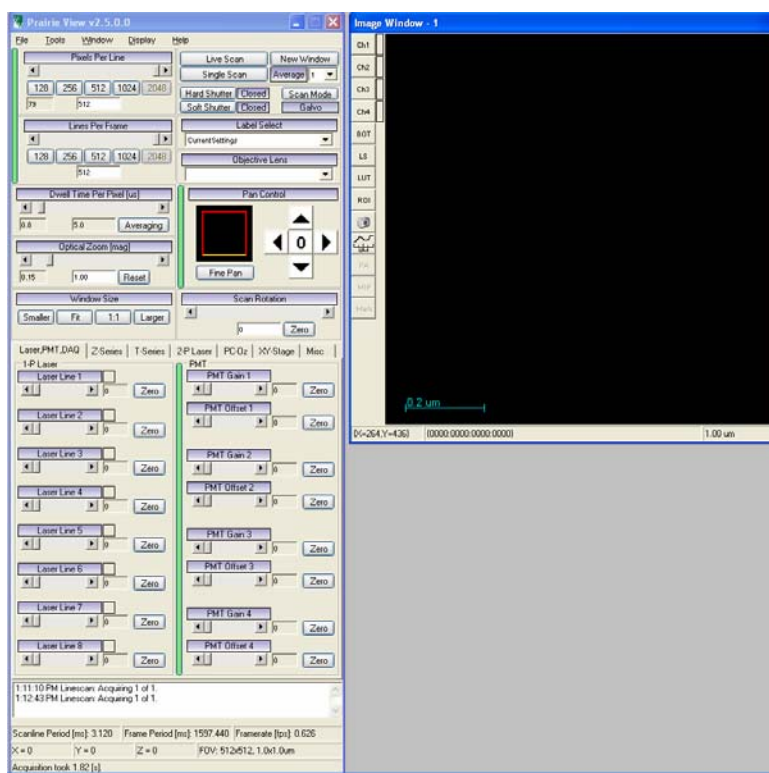 Prairie View v2.5.0.0
File Tools Window Display Help
Pixels Per Line
128 256 512 1024 2048
79 512
Lines Per Frame
128 256 512 1024 2048
512
Live Scan New Window
Single Scan Average 1
Hard Shutter Closed Scan Mode
Soft Shutter Closed Galvo
Label Select
CurrentSettings
Objective Lens
Dwell Time Per Pixel [us]
5.0 Averaging
Optical Zoom [mag]
0.15 1.00 Reset
Pan Control
0
Fine Pan
Window Size
Smaller Fit 1:1 Larger
Scan Rotation
0 Zero
Laser,PMT,DAQ Z-Series T-Series 2-P Laser PC-Oz XY-Stage Misc
1-P Laser
Laser Line 1
0 Zero
Laser Line 2
0 Zero
Laser Line 3
0 Zero
Laser Line 4
0 Zero
Laser Line 5
0 Zero
Laser Line 6
0 Zero
Laser Line 7
0 Zero
Laser Line 8
0 Zero
PMT
PMT Gain 1
0 Zero
PMT Offset 1
0 Zero
PMT Gain 2
0 Zero
PMT Offset 2
0 Zero
PMT Gain 3
0 Zero
PMT Offset 3
0 Zero
PMT Gain 4
0 Zero
PMT Offset 4
0 Zero
1:11:10 PM Linescan: Acquiring 1 of 1.
1:12:43 PM Linescan: Acquiring 1 of 1.
Scanline Period [ms]: 3.120 Frame Period [ms]: 1597.440 Framerate [fps]: 0.626
X = 0 Y = 0 Z = 0 FOV: 512x512, 1.0x1.0um
Acquisition took 1.82 [s].
Image Window - 1
Ch1
Ch2
Ch3
Ch4
BOT
LS
LUT
ROI
0.2 um
(X=264,Y=436) (0000:0000:0000:0000) 1.00 um